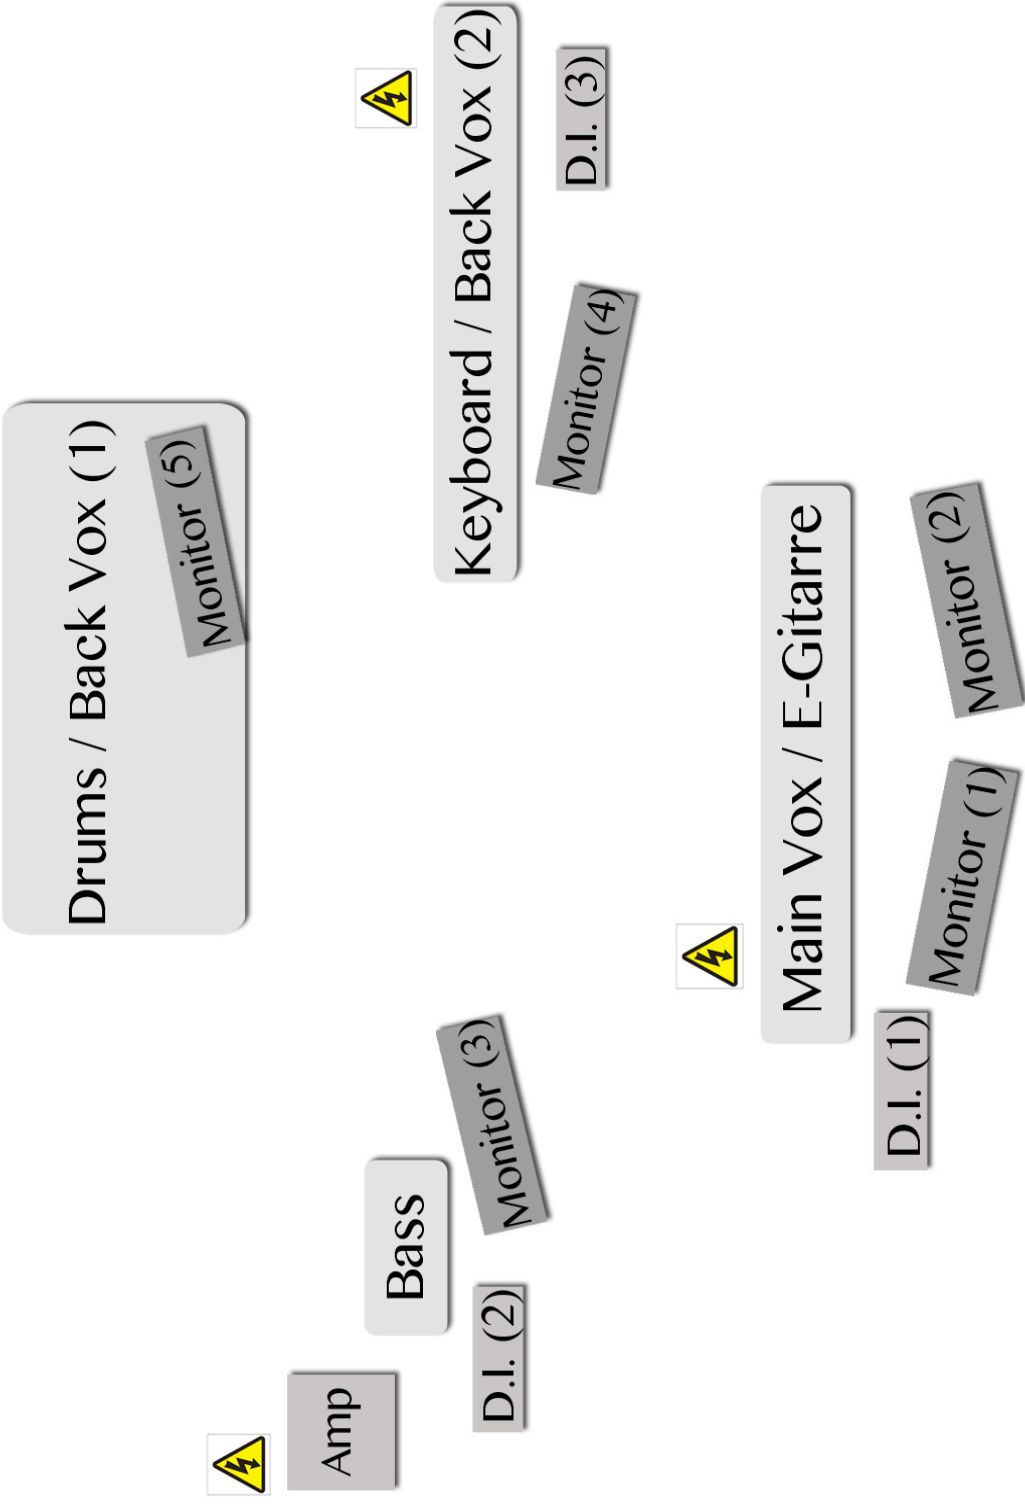 Drums / Back Vox (1)
Monitor (5)
Keyboard / Back Vox (2)
D.I. (3)
Monitor (4)
Amp
Bass
D.I. (2)
Monitor (3)
Main Vox / E-Gitarre
D.I. (1)
Monitor (1)
Monitor (2)